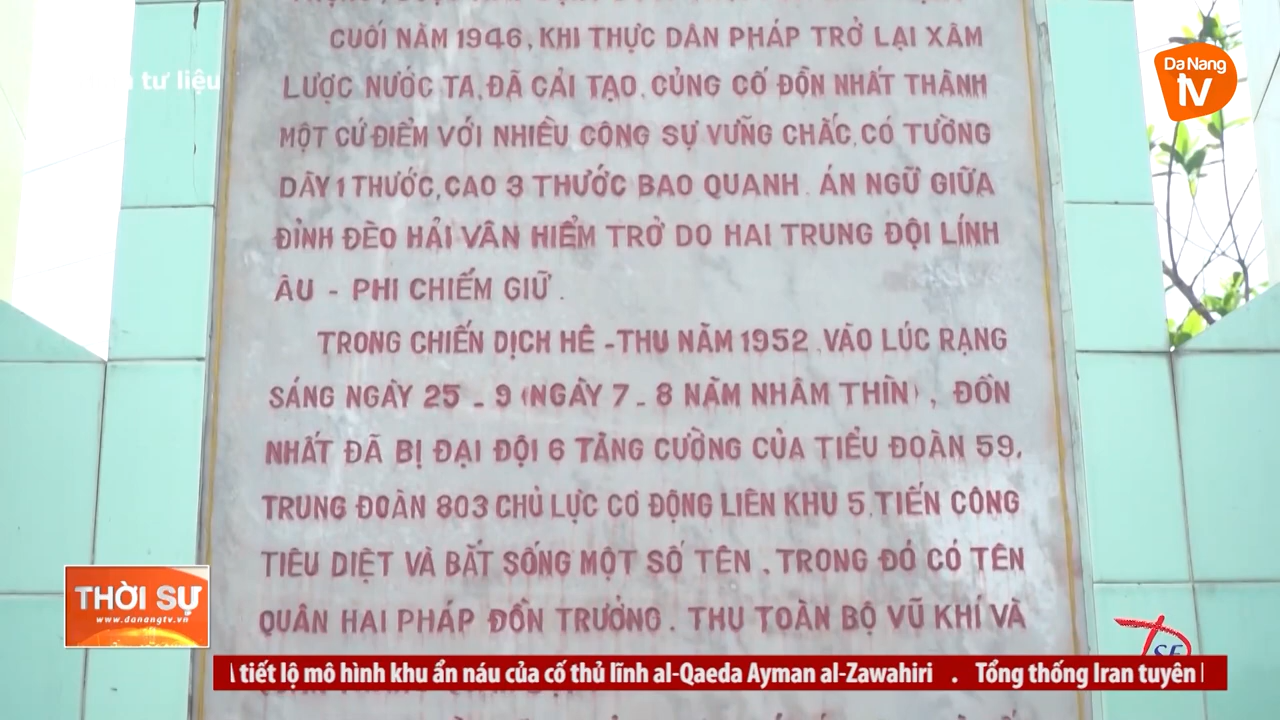 CUỐI NĂM 1946, KHI THỰC DÂN PHÁP TRỞ LẠI XÂM
LƯỢC NƯỚC TA, ĐÃ CẢI TẠO, CỦNG CỐ ĐỒN NHẤT THÀNH
MỘT CỨ ĐIỂM VỚI NHIỀU CÔNG SỰ VỮNG CHẮC, CÓ TƯỜNG
DÀY 1 THƯỚC, CAO 3 THƯỚC BAO QUANH. ÁN NGỮ GIỮA
ĐỈNH ĐÈO HẢI VÂN HIỂM TRỞ DO HAI TRUNG ĐỘI LÍNH
ÂU - PHI CHIẾM GIỮ.
TRONG CHIẾN DỊCH HÈ - THU NĂM 1952, VÀO LÚC RẠNG
SÁNG NGÀY 25 - 9 (NGÀY 7 - 8 NĂM NHÂM THÌN), ĐỒN
NHẤT ĐÃ BỊ ĐẠI ĐỘI 6 TĂNG CƯỜNG CỦA TIỂU ĐOÀN 59,
TRUNG ĐOÀN 803 CHỦ LỰC CƠ ĐỘNG LIÊN KHU 5, TIẾN CÔNG
TIÊU DIỆT VÀ BẮT SỐNG MỘT SỐ TÊN, TRONG ĐÓ CÓ TÊN
QUAN HAI PHÁP ĐỒN TRƯỞNG. THU TOÀN BỘ VŨ KHÍ VÀ
tư liệu
Da Nang
tv
THỜI SỰ
www.danangtv.vn
tiết lộ mô hình khu ẩn náu của cố thủ lĩnh al-Qaeda Ayman al-Zawahiri . Tổng thống Iran tuyên